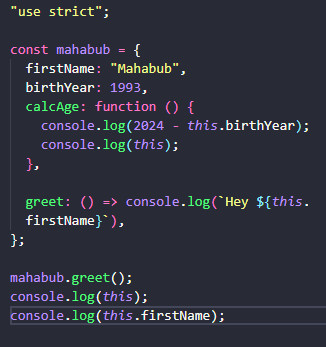 "use strict";
const mahabub = {
  firstName: "Mahabub",
  birthYear: 1993,
  calcAge: function () {
    console.log(2024 - this.birthYear);
    console.log(this);
  },
  greet: () => console.log(`Hey ${this.
  firstName}`),
};
mahabub.greet();
console.log(this);
console.log(this.firstName);